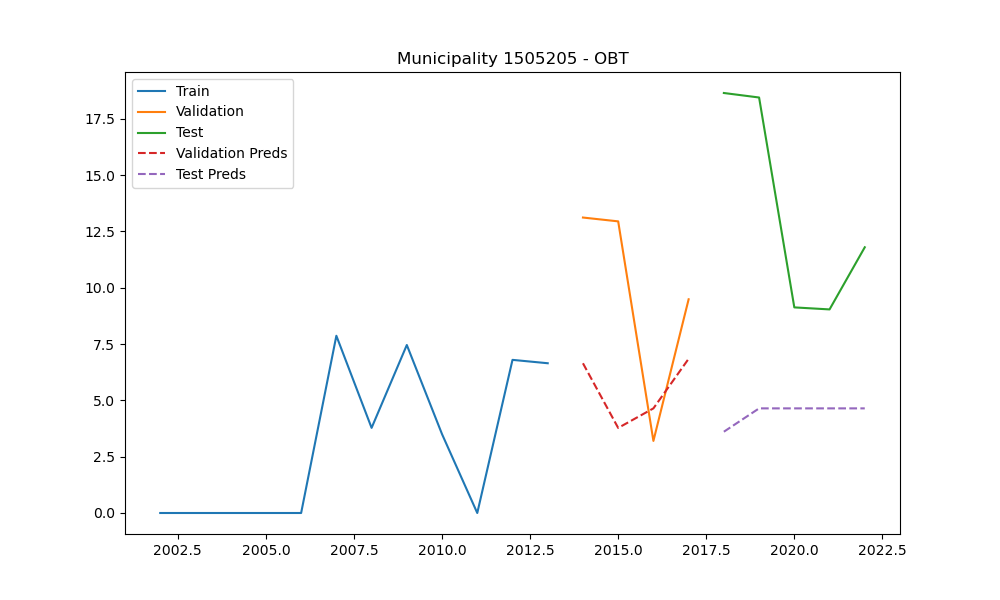 Municipality 1505205 - OBT
Train
Validation
Test
Validation Preds
Test Preds
17.5
15.0
12.5
10.0
7.5
5.0
2.5
0.0
2002.5 2005.0 2007.5 2010.0 2012.5 2015.0 2017.5 2020.0 2022.5